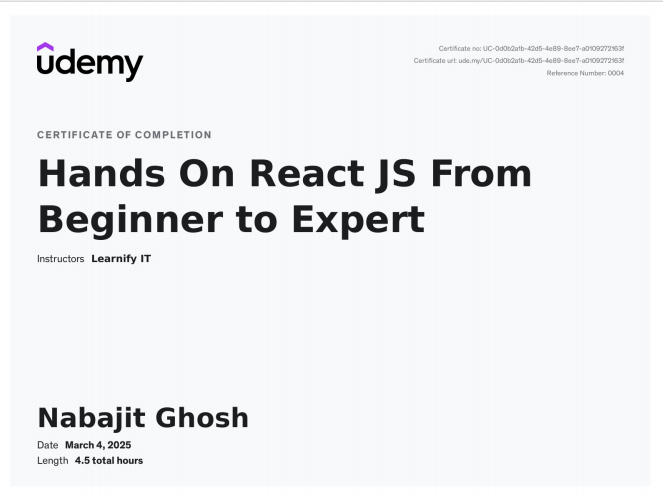 udemy
Certificate no: UC-0d0b2afb-42d5-4e89-8ee7-a0109272163f
Certificate url: ude.my/UC-0d0b2afb-42d5-4e89-8ee7-a0109272163f
Reference Number: 0004
CERTIFICATE OF COMPLETION
Hands On React JS From
Beginner to Expert
Instructors Learnify IT
Nabajit Ghosh
Date March 4, 2025
Length 4.5 total hours